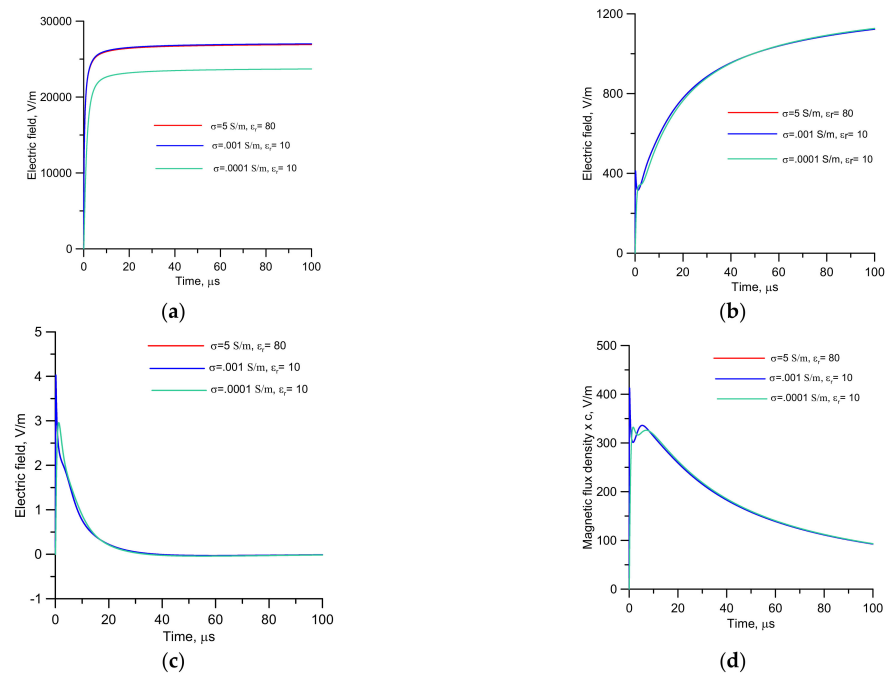 30000
20000
10000
0
Electric field, V/m
σ=5 S/m, εr= 80
σ=.001 S/m, εr= 10
σ=.0001 S/m, εr= 10
0 20 40 60 80 100
Time, μs
(a)
1200
800
400
0
Electric field, V/m
σ=5 S/m, εr= 80
σ=.001 S/m, εr= 10
σ=.0001 S/m, εr= 10
0 20 40 60 80 100
Time, μs
(b)
5
4
3
2
1
0
-1
Electric field, V/m
σ=5 S/m, εr= 80
σ=.001 S/m, εr= 10
σ=.0001 S/m, εr= 10
0 20 40 60 80 100
Time, μs
(c)
500
400
300
200
100
0
Magnetic flux density x c, V/m
σ=5 S/m, εr= 80
σ=.001 S/m, εr= 10
σ=.0001 S/m, εr= 10
0 20 40 60 80 100
Time, μs
(d)